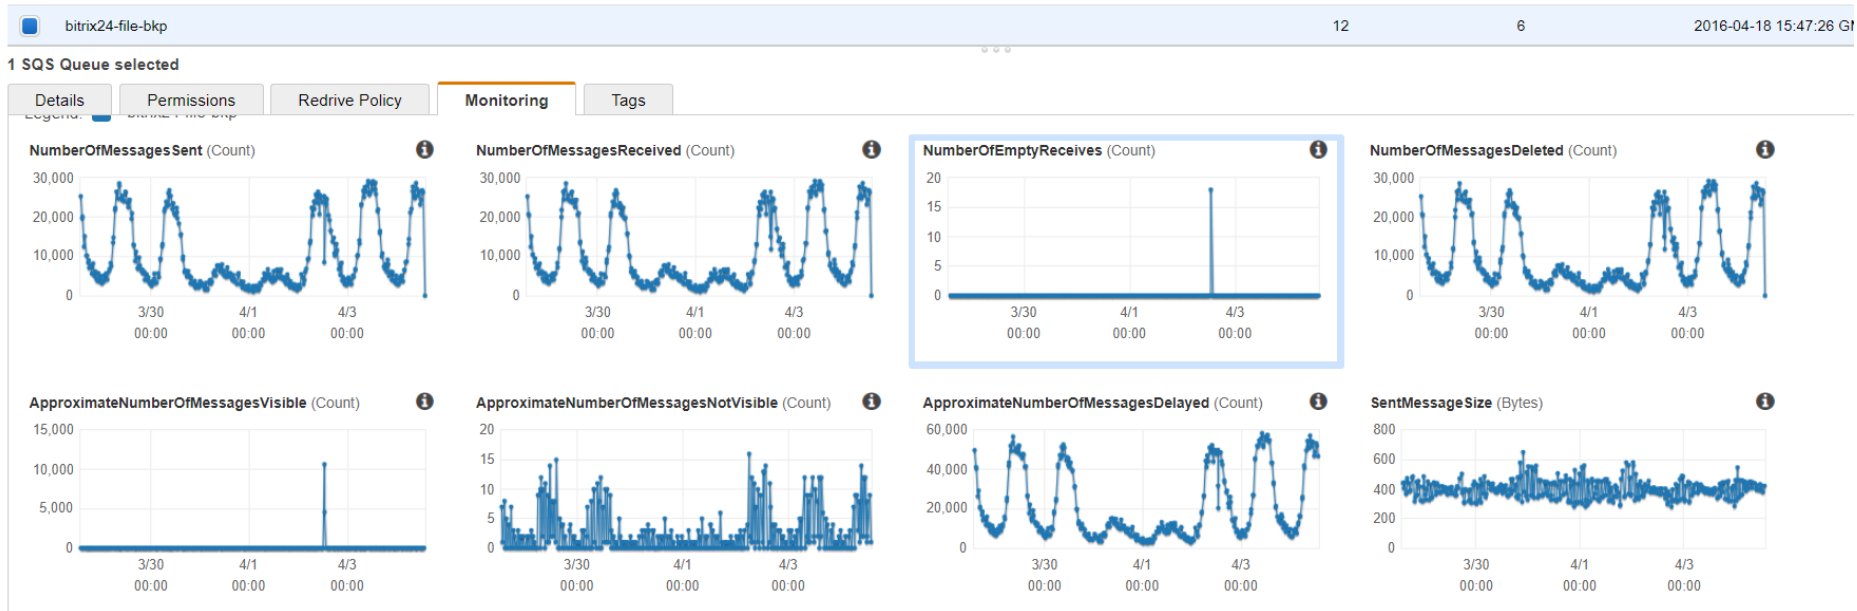 bitrix24-file-bkp 12 6 2016-04-18 15:47:26
1 SQS Queue selected
Details Permissions Redrive Policy Monitoring Tags
Legend: bitrix24-file-bkp
NumberOfMessagesSent (Count) NumberOfMessagesReceived (Count) NumberOfEmptyReceives (Count) NumberOfMessagesDeleted (Count)
30,000 30,000 20 30,000
20,000 20,000 15 20,000
10,000 10,000 10 10,000
0 0 5 0
0
3/30 4/1 4/3 3/30 4/1 4/3 3/30 4/1 4/3 3/30 4/1 4/3
00:00 00:00 00:00 00:00 00:00 00:00 00:00 00:00 00:00 00:00 00:00 00:00
ApproximateNumberOfMessagesVisible (Count) ApproximateNumberOfMessagesNotVisible (Count) ApproximateNumberOfMessagesDelayed (Count) SentMessageSize (Bytes)
15,000 20 60,000 800
10,000 15 40,000 600
5,000 10 20,000 400
0 5 0 200
0 0
3/30 4/1 4/3 3/30 4/1 4/3 3/30 4/1 4/3 3/30 4/1 4/3
00:00 00:00 00:00 00:00 00:00 00:00 00:00 00:00 00:00 00:00 00:00 00:00